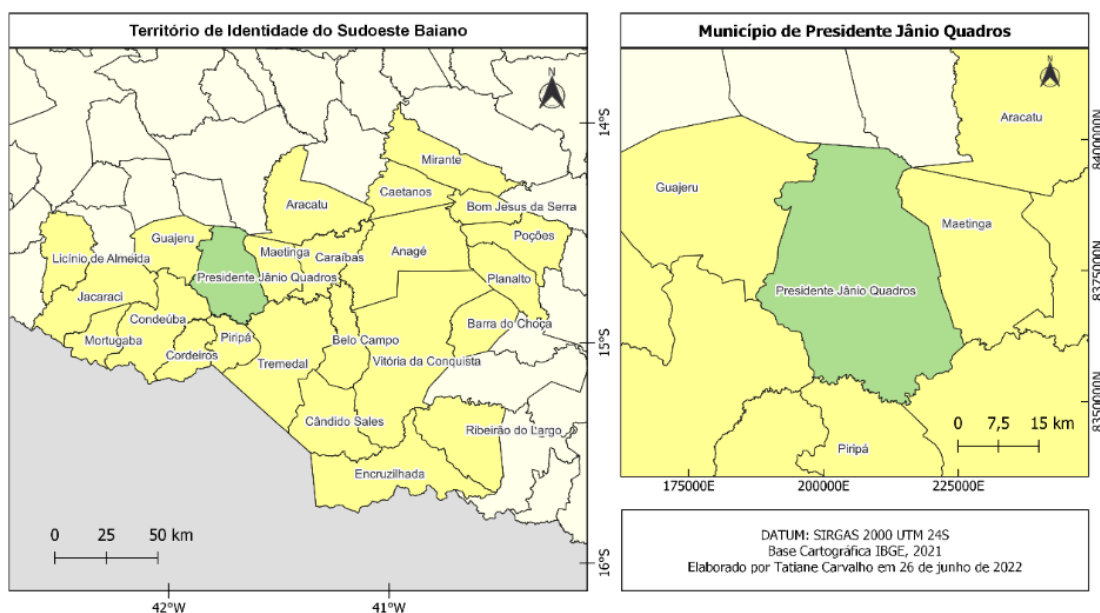 Território de Identidade do Sudoeste Baiano
N
14°S
Mirante
Caetanos
Aracatu
Bom Jesus da Serra
Poções
Guajeru
Maetinga
Caraíbas
Anagé
Licínio de Almeida
Presidente Jânio Quadros
Planalto
Jacaraci
Condeúba
Barra do Choça
Mortugaba
Piripá
Belo Campo
15°S
Cordeiros
Tremedal
Vitória da Conquista
Cândido Sales
Ribeirão do Largo
Encruzilhada
0 25 50 km
16°S
42°W 41°W
Município de Presidente Jânio Quadros
N
Aracatu
8400000N
Guajeru
Maetinga
8375000N
Presidente Jânio Quadros
8350000N
0 7,5 15 km
Piripá
175000E 200000E 225000E
DATUM: SIRGAS 2000 UTM 24S
Base Cartográfica IBGE, 2021
Elaborado por Tatiane Carvalho em 26 de junho de 2022